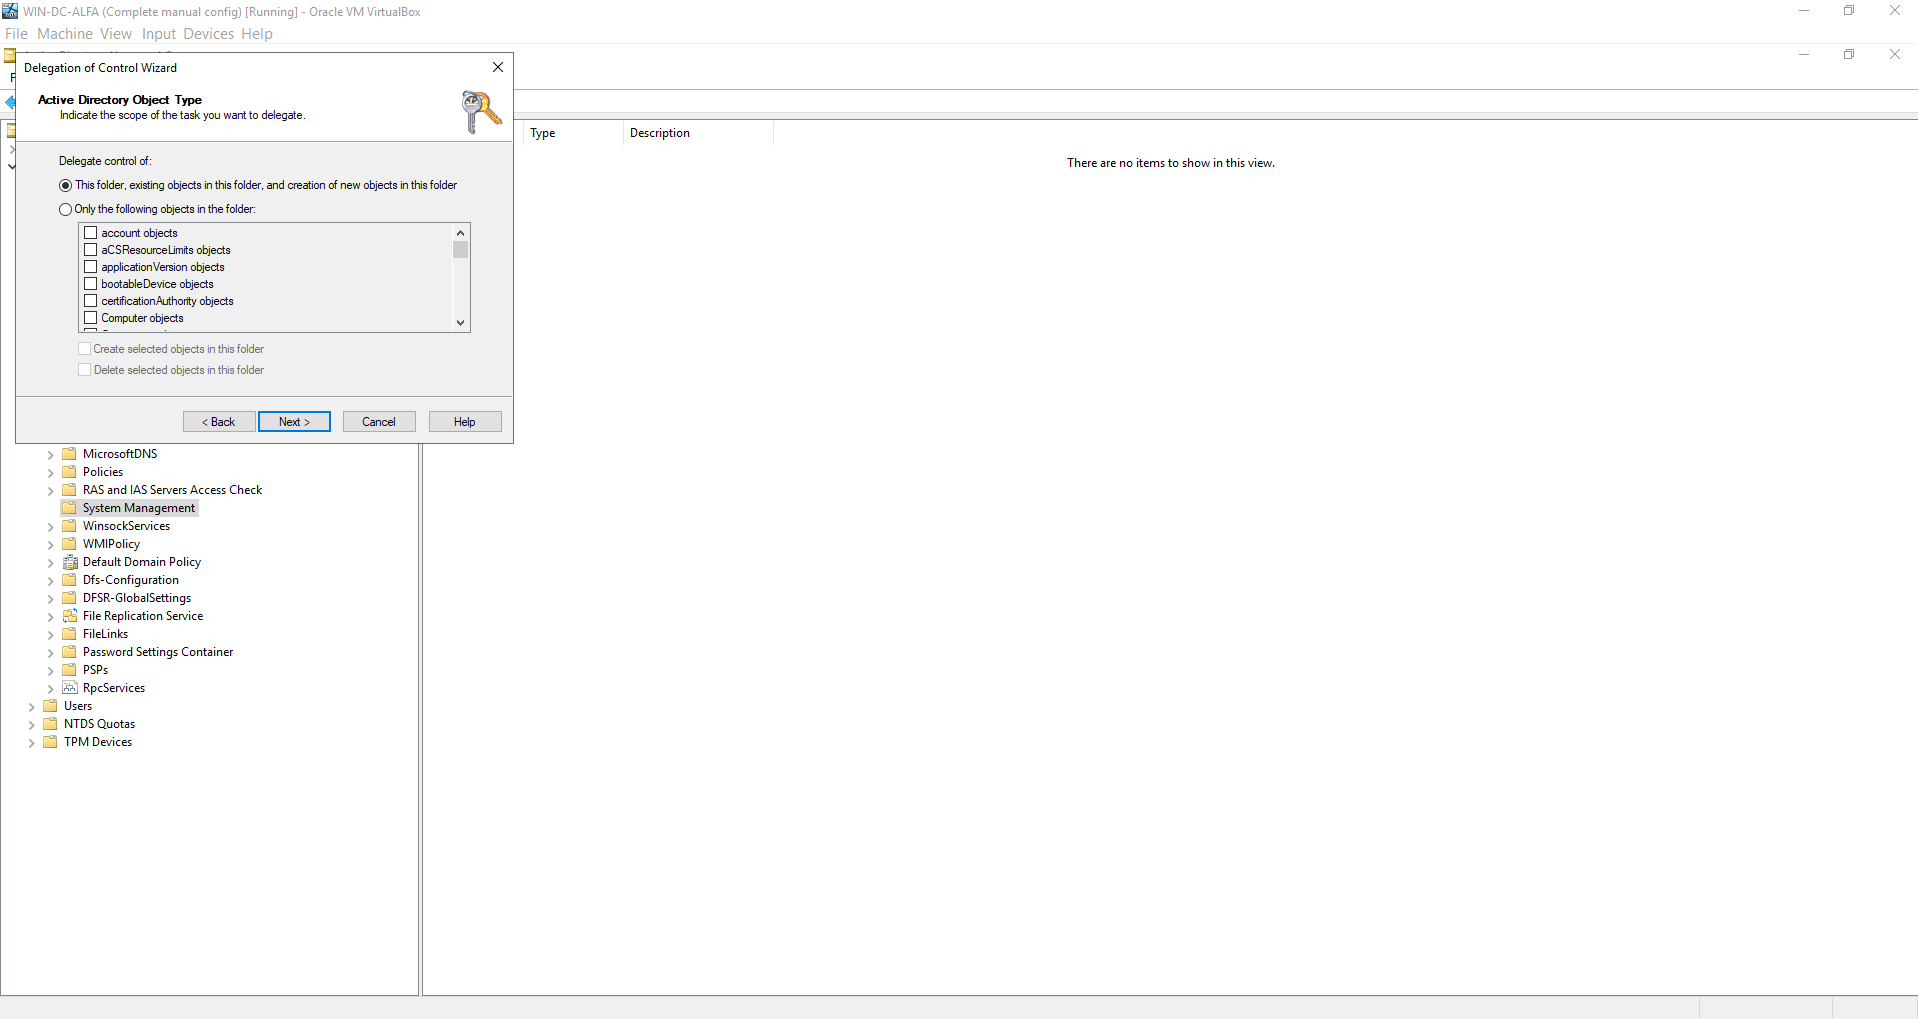 WIN-DC-ALFA (Complete manual config) [Running] - Oracle VM VirtualBox
File Machine View Input Devices Help
Delegation of Control Wizard
Active Directory Object Type
Indicate the scope of the task you want to delegate.
Type Description
There are no items to show in this view.
Delegate control of:
This folder, existing objects in this folder, and creation of new objects in this folder
Only the following objects in the folder:
account objects
aCSResourceLimits objects
applicationVersion objects
bootableDevice objects
certificationAuthority objects
Computer objects
Create selected objects in this folder
Delete selected objects in this folder
< Back Next > Cancel Help
MicrosoftDNS
Policies
RAS and IAS Servers Access Check
System Management
WinsockServices
WMIPolicy
Default Domain Policy
Dfs-Configuration
DFSR-GlobalSettings
File Replication Service
FileLinks
Password Settings Container
PSPs
RpcServices
Users
NTDS Quotas
TPM Devices